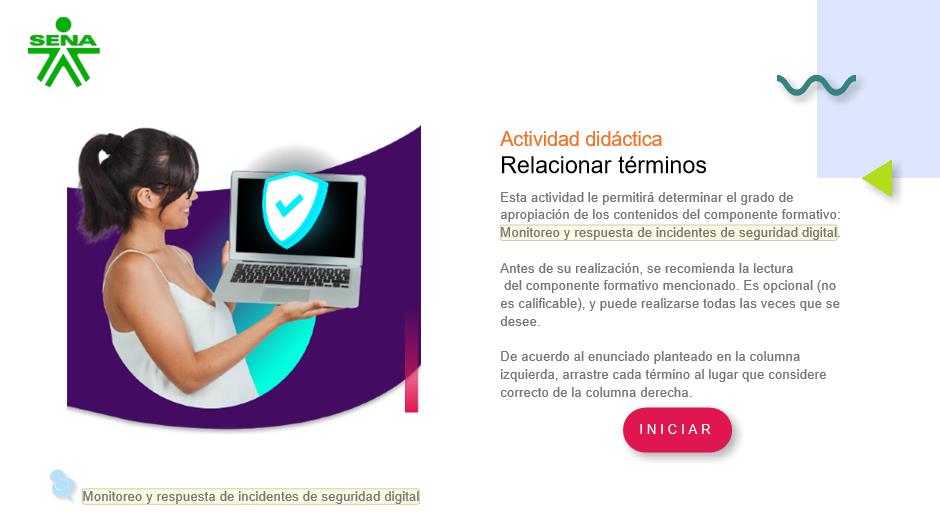 SENA
Actividad didáctica
Relacionar términos
Esta actividad le permitirá determinar el grado de
apropiación de los contenidos del componente formativo:
Monitoreo y respuesta de incidentes de seguridad digital.
Antes de su realización, se recomienda la lectura
del componente formativo mencionado. Es opcional (no
es calificable), y puede realizarse todas las veces que se
desee.
De acuerdo al enunciado planteado en la columna
izquierda, arrastre cada término al lugar que considere
correcto de la columna derecha.
INICIAR
Monitoreo y respuesta de incidentes de seguridad digital